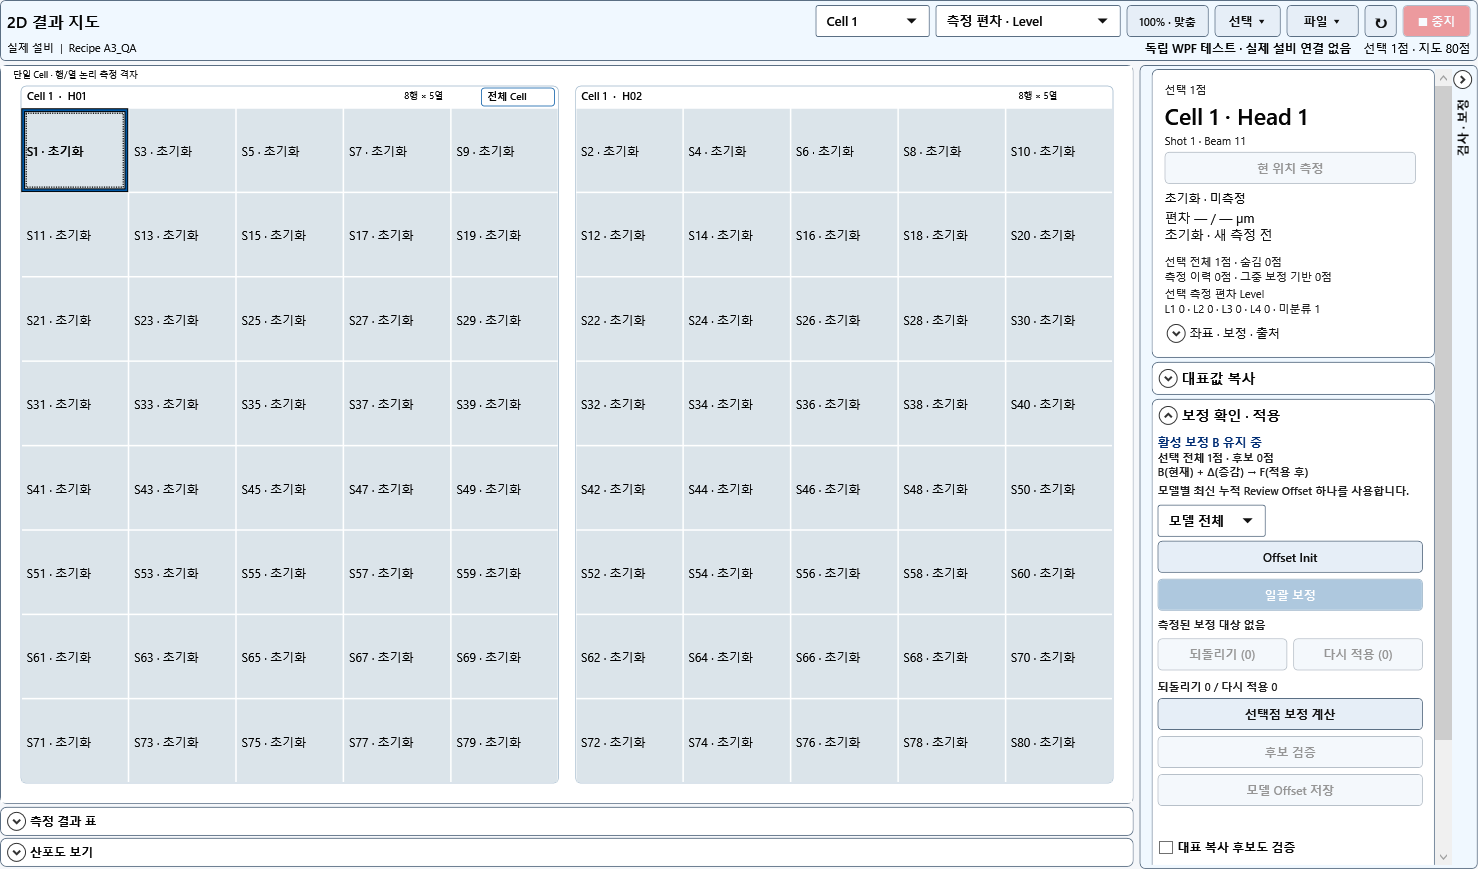 2D 결과 지도
Cell 1
측정 편차 · Level
100% · 맞춤
선택
파일
중지
실제 설비 | Recipe A3_QA
독립 WPF 테스트 · 실제 설비 연결 없음
선택 1점 · 지도 80점
단일 Cell · 행/열 논리 측정 격자
Cell 1 · H01
8행 × 5열
전체 Cell
S1 · 초기화
S3 · 초기화
S5 · 초기화
S7 · 초기화
S9 · 초기화
S11 · 초기화
S13 · 초기화
S15 · 초기화
S17 · 초기화
S19 · 초기화
S21 · 초기화
S23 · 초기화
S25 · 초기화
S27 · 초기화
S29 · 초기화
S31 · 초기화
S33 · 초기화
S35 · 초기화
S37 · 초기화
S39 · 초기화
S41 · 초기화
S43 · 초기화
S45 · 초기화
S47 · 초기화
S49 · 초기화
S51 · 초기화
S53 · 초기화
S55 · 초기화
S57 · 초기화
S59 · 초기화
S61 · 초기화
S63 · 초기화
S65 · 초기화
S67 · 초기화
S69 · 초기화
S71 · 초기화
S73 · 초기화
S75 · 초기화
S77 · 초기화
S79 · 초기화
Cell 1 · H02
8행 × 5열
S2 · 초기화
S4 · 초기화
S6 · 초기화
S8 · 초기화
S10 · 초기화
S12 · 초기화
S14 · 초기화
S16 · 초기화
S18 · 초기화
S20 · 초기화
S22 · 초기화
S24 · 초기화
S26 · 초기화
S28 · 초기화
S30 · 초기화
S32 · 초기화
S34 · 초기화
S36 · 초기화
S38 · 초기화
S40 · 초기화
S42 · 초기화
S44 · 초기화
S46 · 초기화
S48 · 초기화
S50 · 초기화
S52 · 초기화
S54 · 초기화
S56 · 초기화
S58 · 초기화
S60 · 초기화
S62 · 초기화
S64 · 초기화
S66 · 초기화
S68 · 초기화
S70 · 초기화
S72 · 초기화
S74 · 초기화
S76 · 초기화
S78 · 초기화
S80 · 초기화
측정 결과 표
산포도 보기
선택 1점
Cell 1 · Head 1
Shot 1 · Beam 11
현 위치 측정
초기화 · 미측정
편차 — / — µm
초기화 · 새 측정 전
선택 전체 1점 · 숨김 0점
측정 이력 0점 · 그중 보정 기반 0점
선택 측정 편차 Level
L1 0 · L2 0 · L3 0 · L4 0 · 미분류 1
좌표 · 보정 · 출처
대표값 복사
보정 확인 · 적용
활성 보정 B 유지 중
선택 전체 1점 · 후보 0점
B(현재) + Δ(증감) → F(적용 후)
모델별 최신 누적 Review Offset 하나를 사용합니다.
모델 전체
Offset Init
일괄 보정
측정된 보정 대상 없음
되돌리기 (0)
다시 적용 (0)
되돌리기 0 / 다시 적용 0
선택점 보정 계산
후보 검증
모델 Offset 저장
대표 복사 후보도 검증
검사 · 보정